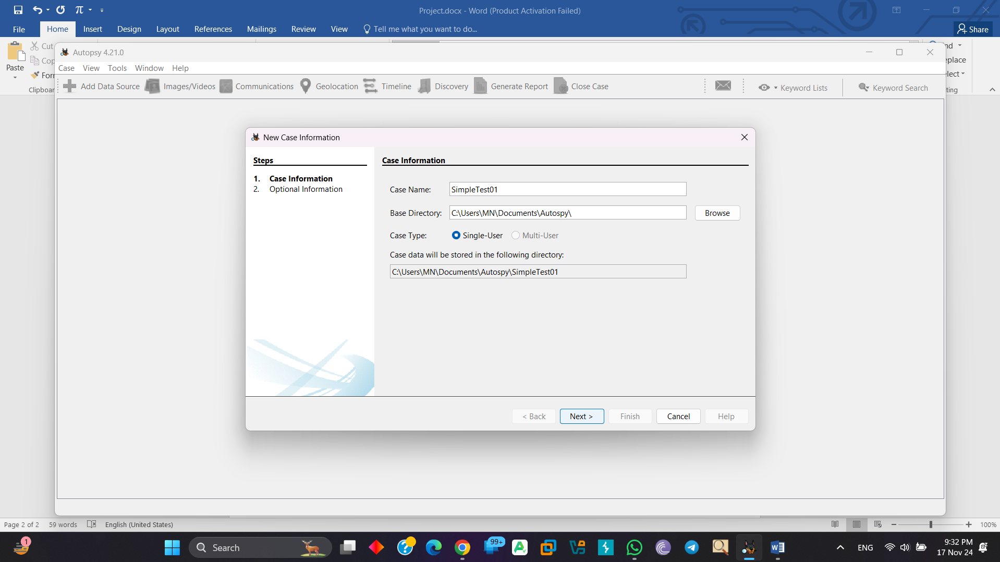 Project.docx - Word (Product Activation Failed)
File Home Insert Design Layout References Mailings Review View Tell me what you want to do... Share
Paste
Cut
Clipboar
Autopsy 4.21.0
Case View Tools Window Help
Add Data Source Images/Videos Communications Geolocation Timeline Discovery Generate Report Close Case Keyword Lists Keyword Search
New Case Information
Steps
1. Case Information
2. Optional Information
Case Information
Case Name: SimpleTest01
Base Directory: C:\Users\MN\Documents\Autospy\ Browse
Case Type: Single-User Multi-User
Case data will be stored in the following directory:
C:\Users\MN\Documents\Autospy\SimpleTest01
< Back Next > Finish Cancel Help
Page 2 of 2 59 words English (United States) 100%
1
Search
99+
ENG
9:32 PM
17 Nov 24